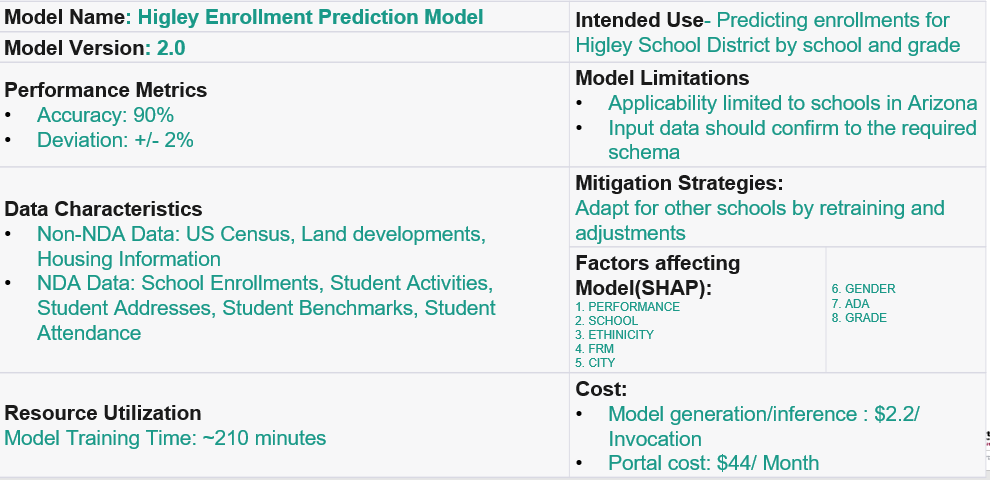 Model Name: Higley Enrollment Prediction Model
Model Version: 2.0
Performance Metrics
• Accuracy: 90%
• Deviation: +/- 2%
Data Characteristics
• Non-NDA Data: US Census, Land developments,
Housing Information
• NDA Data: School Enrollments, Student Activities,
Student Addresses, Student Benchmarks, Student
Attendance
Resource Utilization
Model Training Time: ~210 minutes
Intended Use- Predicting enrollments for
Higley School District by school and grade
Model Limitations
• Applicability limited to schools in Arizona
• Input data should confirm to the required
schema
Mitigation Strategies:
Adapt for other schools by retraining and
adjustments
Factors affecting
Model(SHAP):
1. PERFORMANCE
2. SCHOOL
3. ETHINICITY
4. FRM
5. CITY
6. GENDER
7. ADA
8. GRADE
Cost:
• Model generation/inference : $2.2/
Invocation
• Portal cost: $44/ Month